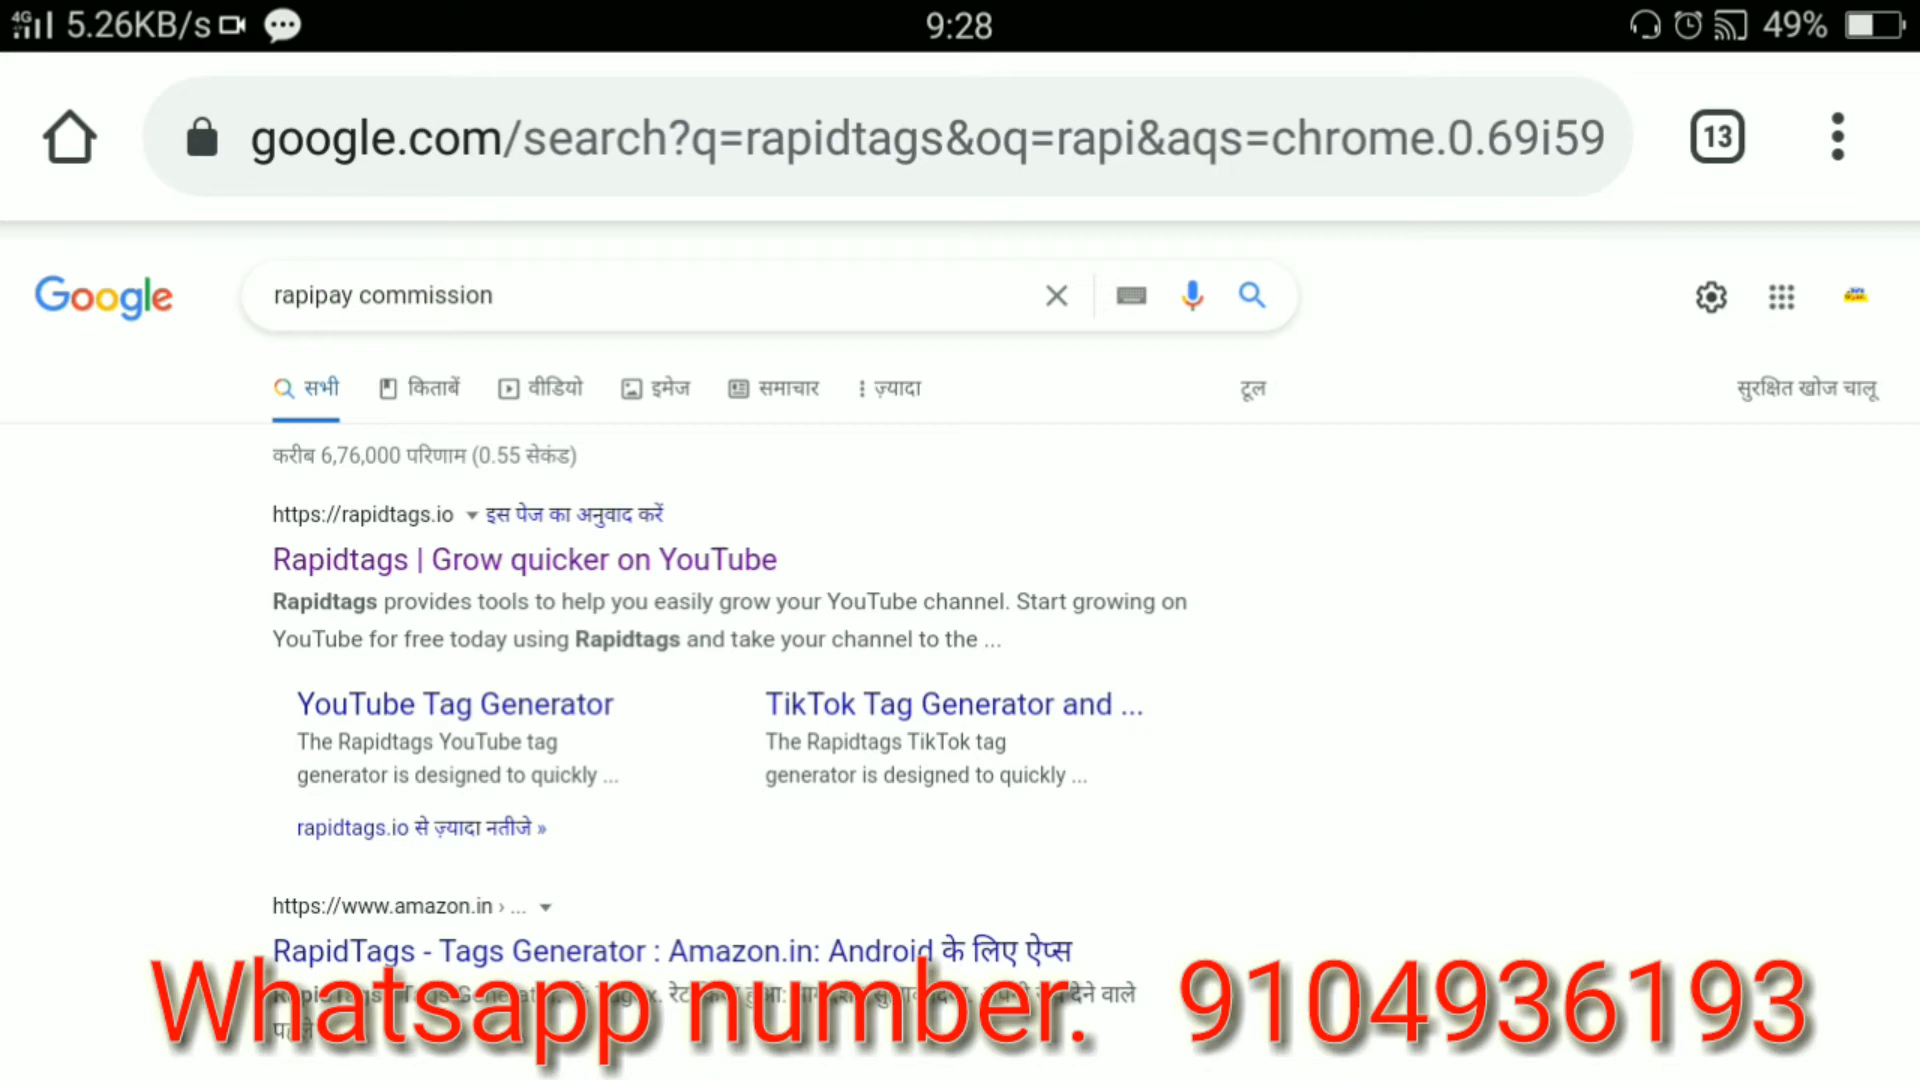 4G 5.26KB/s 9:28 49%
google.com/search?q=rapidtags&oq=rapi&aqs=chrome.0.69i59 13
Google rapipay commission
सभी किताबें वीडियो इमेज समाचार ज़्यादा टूल सुरक्षित खोज चालू
करीब 6,76,000 परिणाम (0.55 सेकंड)
https://rapidtags.io इस पेज का अनुवाद करें
Rapidtags | Grow quicker on YouTube
Rapidtags provides tools to help you easily grow your YouTube channel. Start growing on
YouTube for free today using Rapidtags and take your channel to the ...
YouTube Tag Generator TikTok Tag Generator and ...
The Rapidtags YouTube tag The Rapidtags TikTok tag
generator is designed to quickly ... generator is designed to quickly ...
rapidtags.io से ज़्यादा नतीजे »
https://www.amazon.in › ...
RapidTags - Tags Generator : Amazon.in: Android के लिए ऐप्स
देने वाले
Whatsapp number. 9104936193